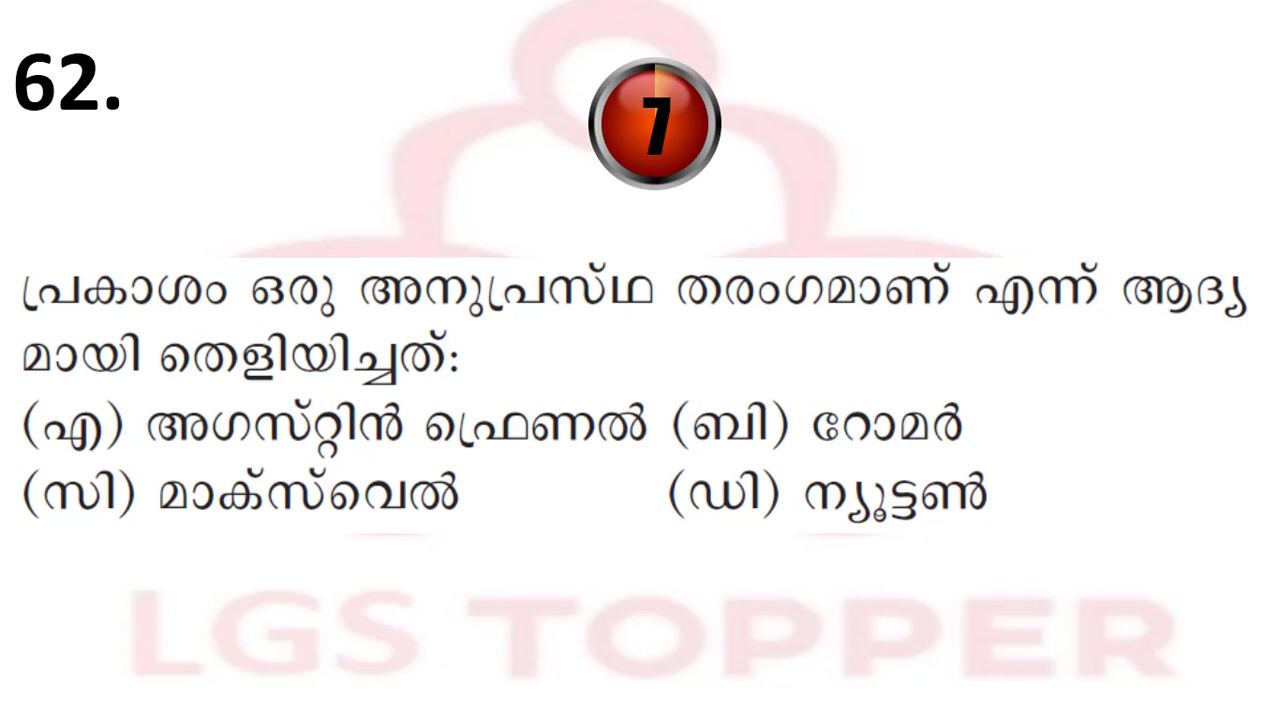 62.
7
പ്രകാശം ഒരു അനുപ്രസ്ഥ തരംഗമാണ് എന്ന് ആദ്യ
മായി തെളിയിച്ചത്:
(എ) അഗസ്റ്റിൻ ഫ്രെണൽ (ബി) റോമർ
(സി) മാക്സ്‌വെൽ (ഡി) ന്യൂട്ടൺ
LGS TOPPER